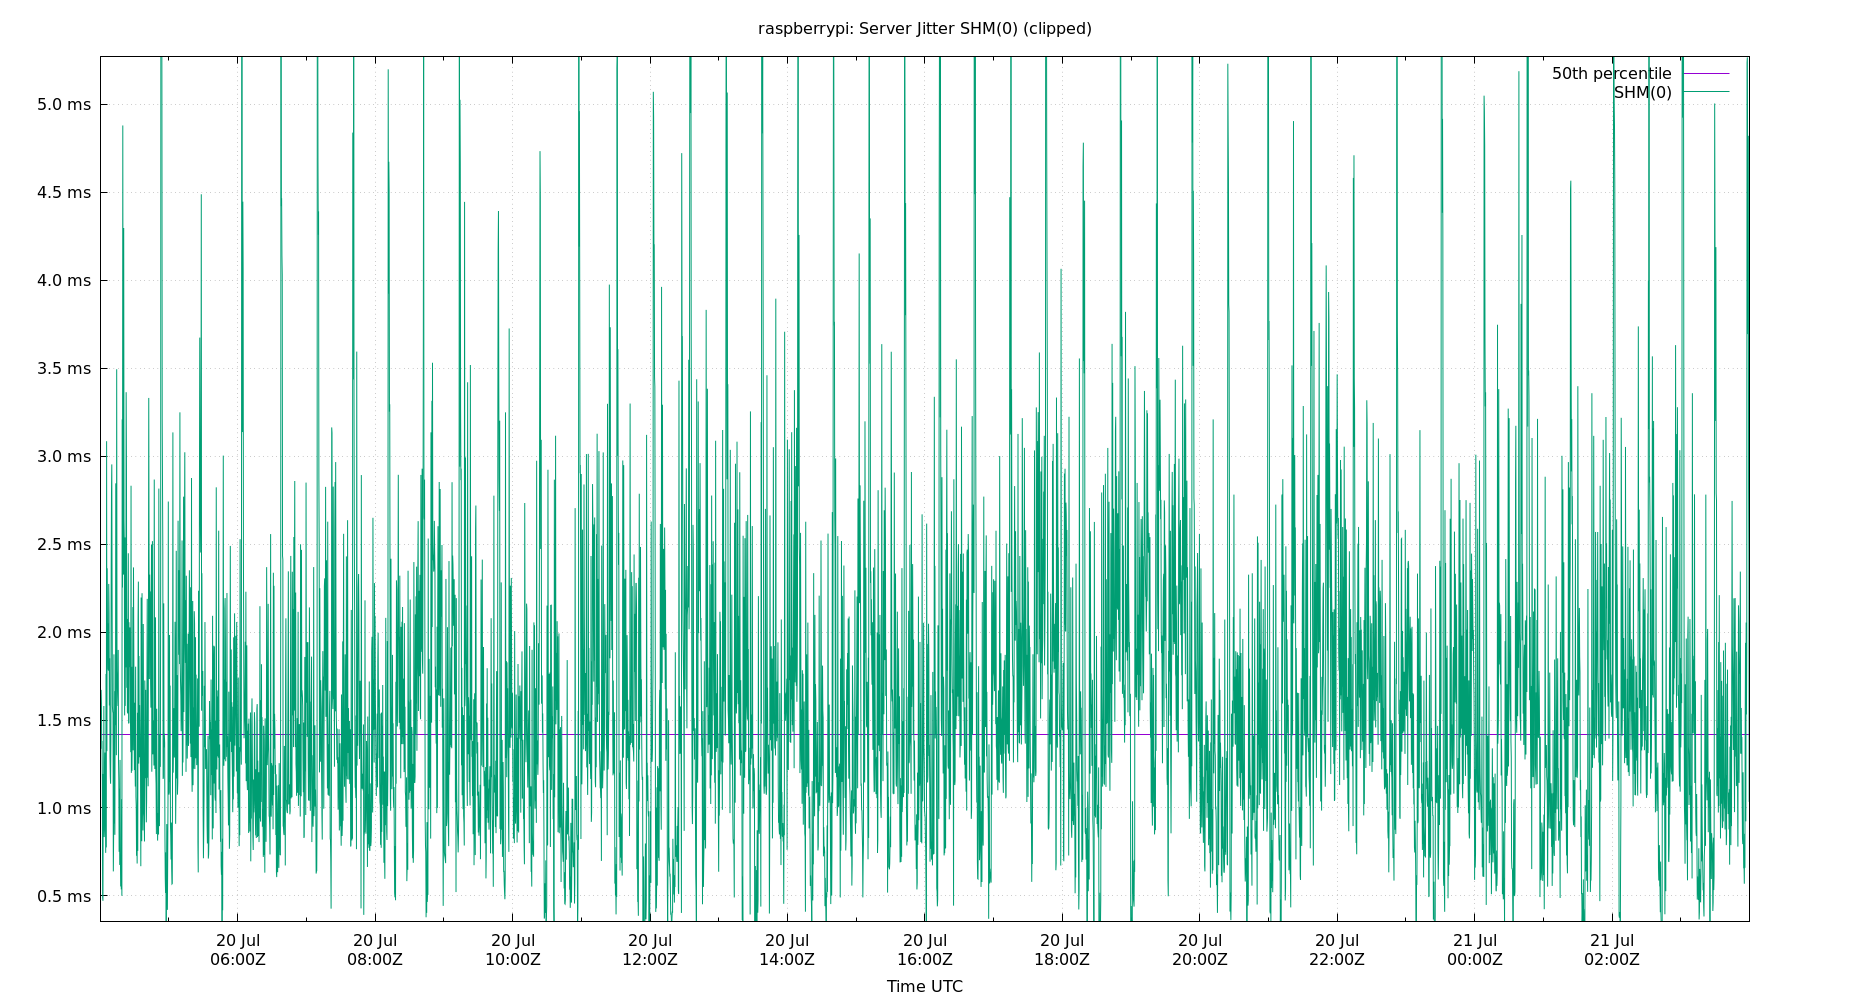 raspberrypi: Server Jitter SHM(0) (clipped)
50th percentile
SHM(0)
5.0 ms
4.5 ms
4.0 ms
3.5 ms
3.0 ms
2.5 ms
2.0 ms
1.5 ms
1.0 ms
0.5 ms
20 Jul 20 Jul 20 Jul 20 Jul 20 Jul 20 Jul 20 Jul 20 Jul 20 Jul 21 Jul 21 Jul
06:00Z 08:00Z 10:00Z 12:00Z 14:00Z 16:00Z 18:00Z 20:00Z 22:00Z 00:00Z 02:00Z
Time UTC